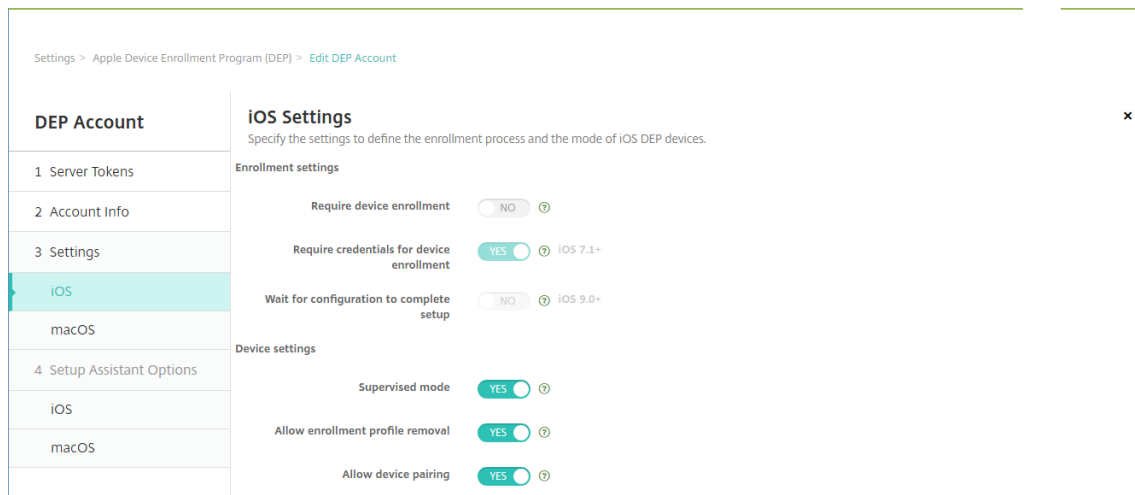 Settings > Apple Device Enrollment Program (DEP) > Edit DEP Account
DEP Account
1 Server Tokens
2 Account Info
3 Settings
iOS
macOS
4 Setup Assistant Options
iOS
macOS
iOS Settings
Specify the settings to define the enrollment process and the mode of iOS DEP devices.
×
Enrollment settings
Require device enrollment NO ?
Require credentials for device YES ? iOS 7.1+
enrollment
Wait for configuration to complete NO ? iOS 9.0+
setup
Device settings
Supervised mode YES ?
Allow enrollment profile removal YES ?
Allow device pairing YES ?